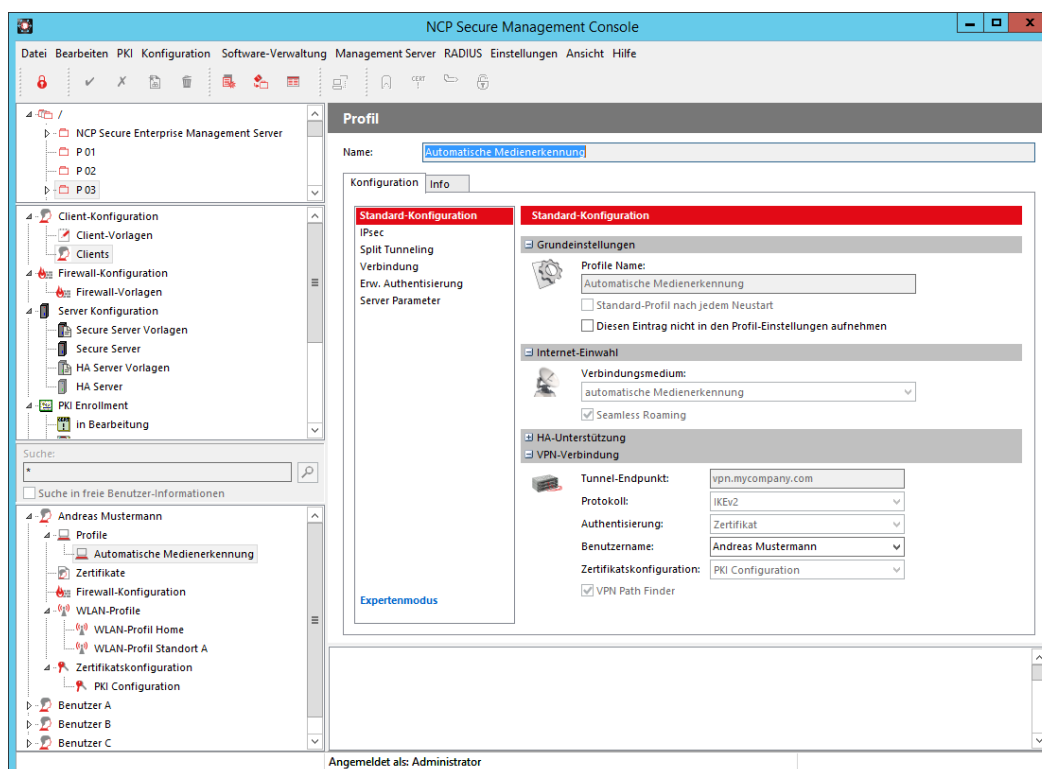 NCP Secure Management Console
Datei Bearbeiten PKI Konfiguration Software-Verwaltung Management Server RADIUS Einstellungen Ansicht Hilfe
CERT
/
NCP Secure Enterprise Management Server
P 01
P 02
P 03
Client-Konfiguration
Client-Vorlagen
Clients
Firewall-Konfiguration
Firewall-Vorlagen
Server Konfiguration
Secure Server Vorlagen
Secure Server
HA Server Vorlagen
HA Server
PKI Enrollment
in Bearbeitung
Suche:
*
Suche in freie Benutzer-Informationen
Andreas Mustermann
Profile
Automatische Medienerkennung
Zertifikate
Firewall-Konfiguration
WLAN-Profile
WLAN-Profil Home
WLAN-Profil Standort A
Zertifikatskonfiguration
PKI Configuration
Benutzer A
Benutzer B
Benutzer C
Profil
Name: Automatische Medienerkennung
Konfiguration Info
Standard-Konfiguration
IPsec
Split Tunneling
Verbindung
Erw. Authentisierung
Server Parameter
Expertenmodus
Standard-Konfiguration
Grundeinstellungen
Profile Name:
Automatische Medienerkennung
Standard-Profil nach jedem Neustart
Diesen Eintrag nicht in den Profil-Einstellungen aufnehmen
Internet-Einwahl
Verbindungsmedium:
automatische Medienerkennung
Seamless Roaming
HA-Unterstützung
VPN-Verbindung
Tunnel-Endpunkt: vpn.mycompany.com
Protokoll: IKEv2
Authentisierung: Zertifikat
Benutzername: Andreas Mustermann
Zertifikatskonfiguration: PKI Configuration
VPN Path Finder
Angemeldet als: Administrator